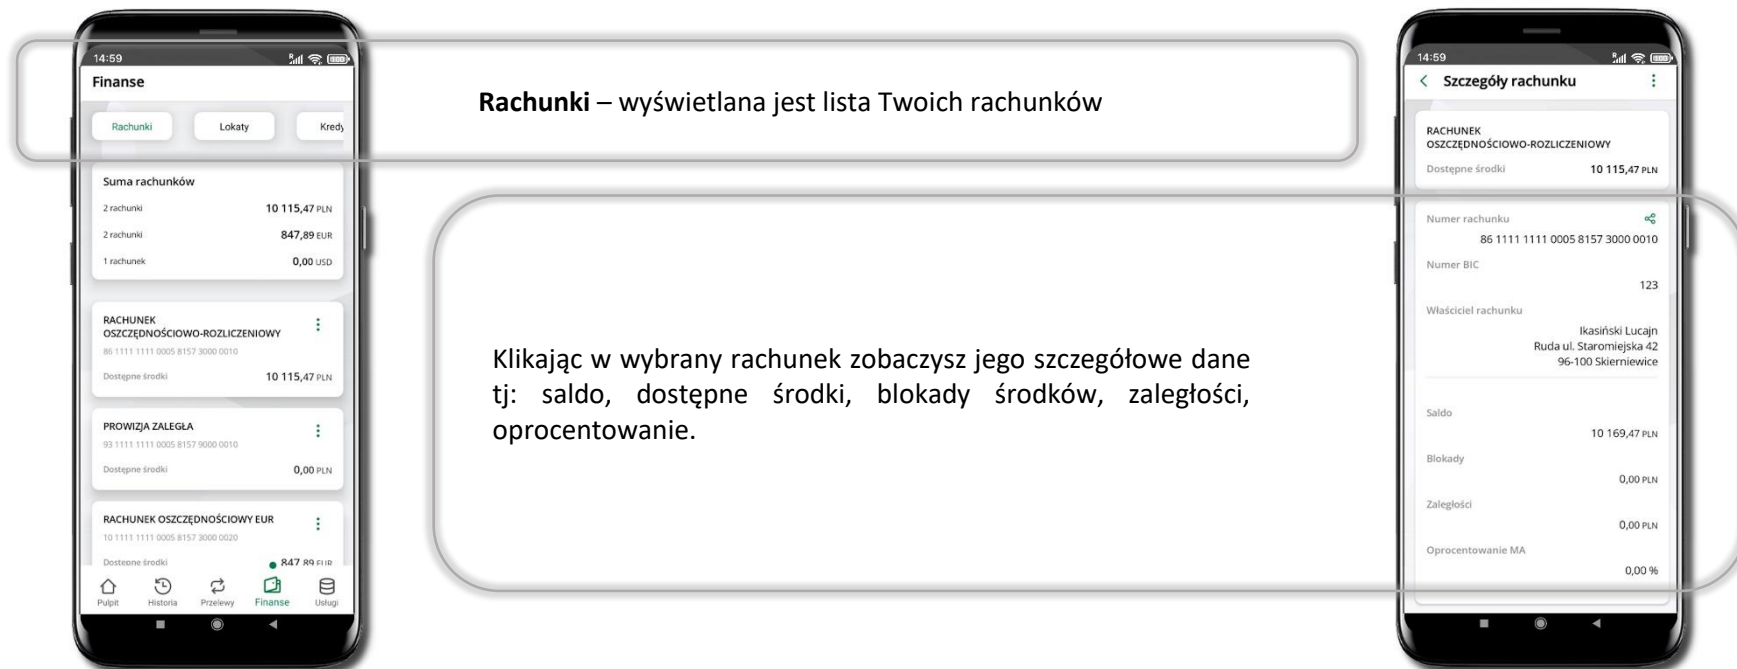 14:59
Finanse
Rachunki Lokaty Kredy
Suma rachunków
2 rachunki 10 115,47 PLN
2 rachunki 847,89 EUR
1 rachunek 0,00 USD
RACHUNEK
OSZCZĘDNOŚCIOWO-ROZLICZENIOWY
86 1111 1111 0005 8157 3000 0010
Dostępne środki 10 115,47 PLN
PROWIZJA ZALEGŁA
93 1111 1111 0005 8157 9000 0010
Dostępne środki 0,00 PLN
RACHUNEK OSZCZĘDNOŚCIOWY EUR
10 1111 1111 0005 8157 3000 0020
Dostępne środki 847,89 EUR
Pulpit Historia Przelewy Finanse Usługi
Rachunki – wyświetlana jest lista Twoich rachunków
Klikając w wybrany rachunek zobaczysz jego szczegółowe dane
tj: saldo, dostępne środki, blokady środków, zaległości,
oprocentowanie.
14:59
Szczegóły rachunku
RACHUNEK
OSZCZĘDNOŚCIOWO-ROZLICZENIOWY
Dostępne środki 10 115,47 PLN
Numer rachunku
86 1111 1111 0005 8157 3000 0010
Numer BIC
123
Właściciel rachunku
Ikasiński Lucajn
Ruda ul. Staromiejska 42
96-100 Skierniewice
Saldo
10 169,47 PLN
Blokady
0,00 PLN
Zaległości
0,00 PLN
Oprocentowanie MA
0,00 %